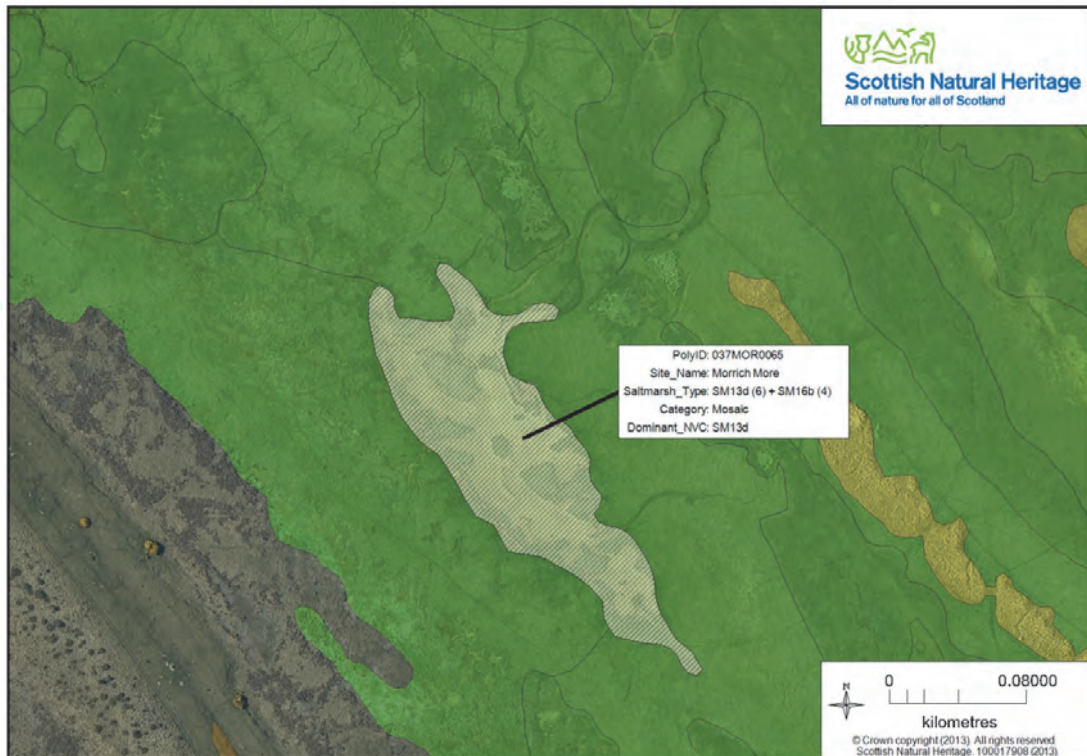 Scottish Natural Heritage
All of nature for all of Scotland
PolyID: 037MOR0065
Site_Name: Morrich More
Saltmarsh_Type: SM13d (6) + SM16b (4)
Category: Mosaic
Dominant_NVC: SM13d
N
0 0.08000
kilometres
© Crown copyright (2013). All rights reserved.
Scottish Natural Heritage. 100017908 (2013).